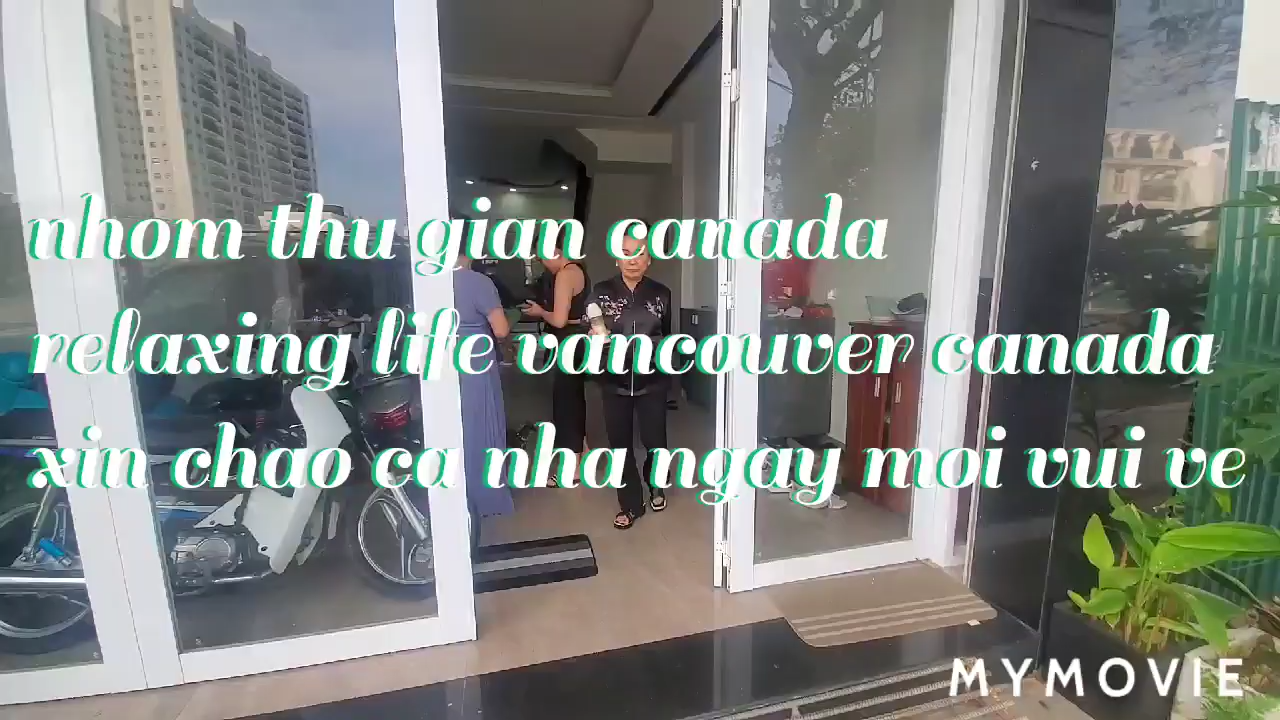 nhom thu gian canada
relaxing life vancouver canada
xin chao ca nha ngay moi vui ve
MYMOVIE